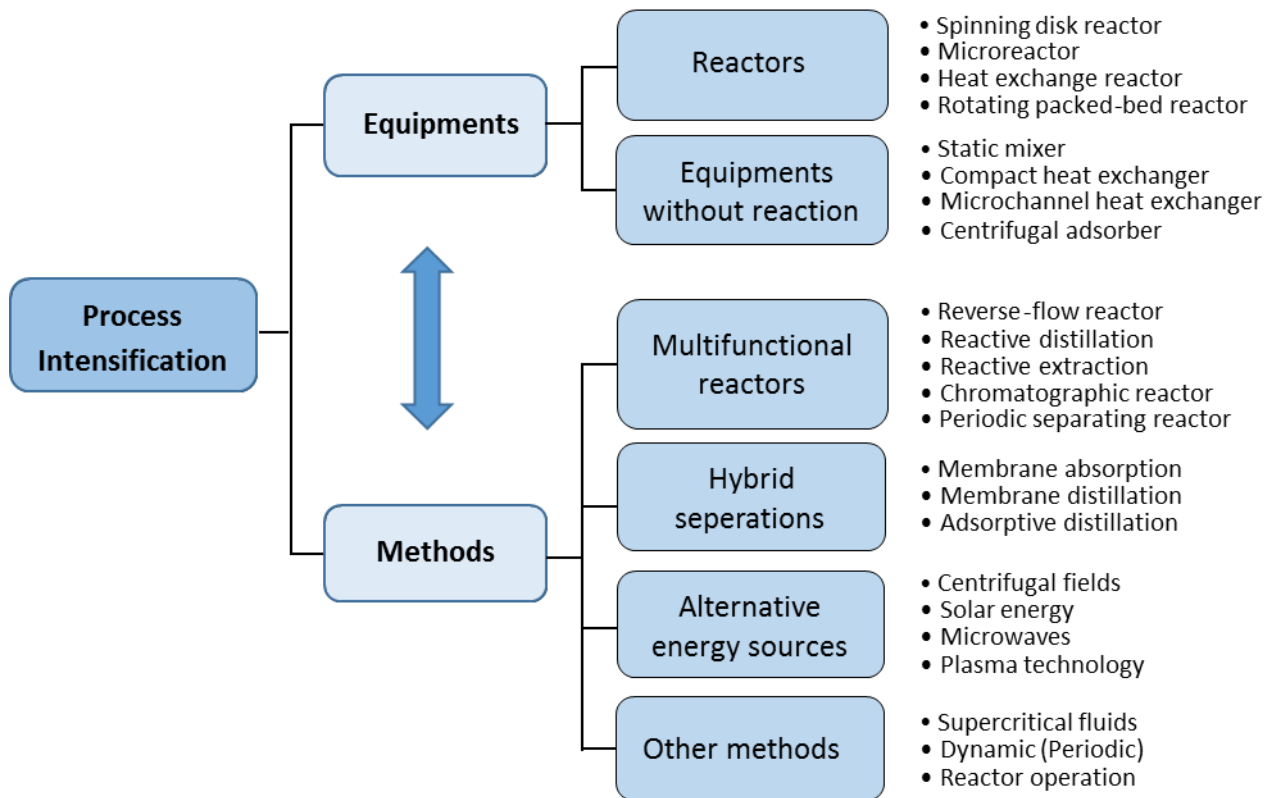 Process
Intensification
Equipments
Reactors
• Spinning disk reactor
• Microreactor
• Heat exchange reactor
• Rotating packed-bed reactor
Equipments
without reaction
• Static mixer
• Compact heat exchanger
• Microchannel heat exchanger
• Centrifugal adsorber
Methods
Multifunctional
reactors
• Reverse-flow reactor
• Reactive distillation
• Reactive extraction
• Chromatographic reactor
• Periodic separating reactor
Hybrid
seperations
• Membrane absorption
• Membrane distillation
• Adsorptive distillation
Alternative
energy sources
• Centrifugal fields
• Solar energy
• Microwaves
• Plasma technology
Other methods
• Supercritical fluids
• Dynamic (Periodic)
• Reactor operation